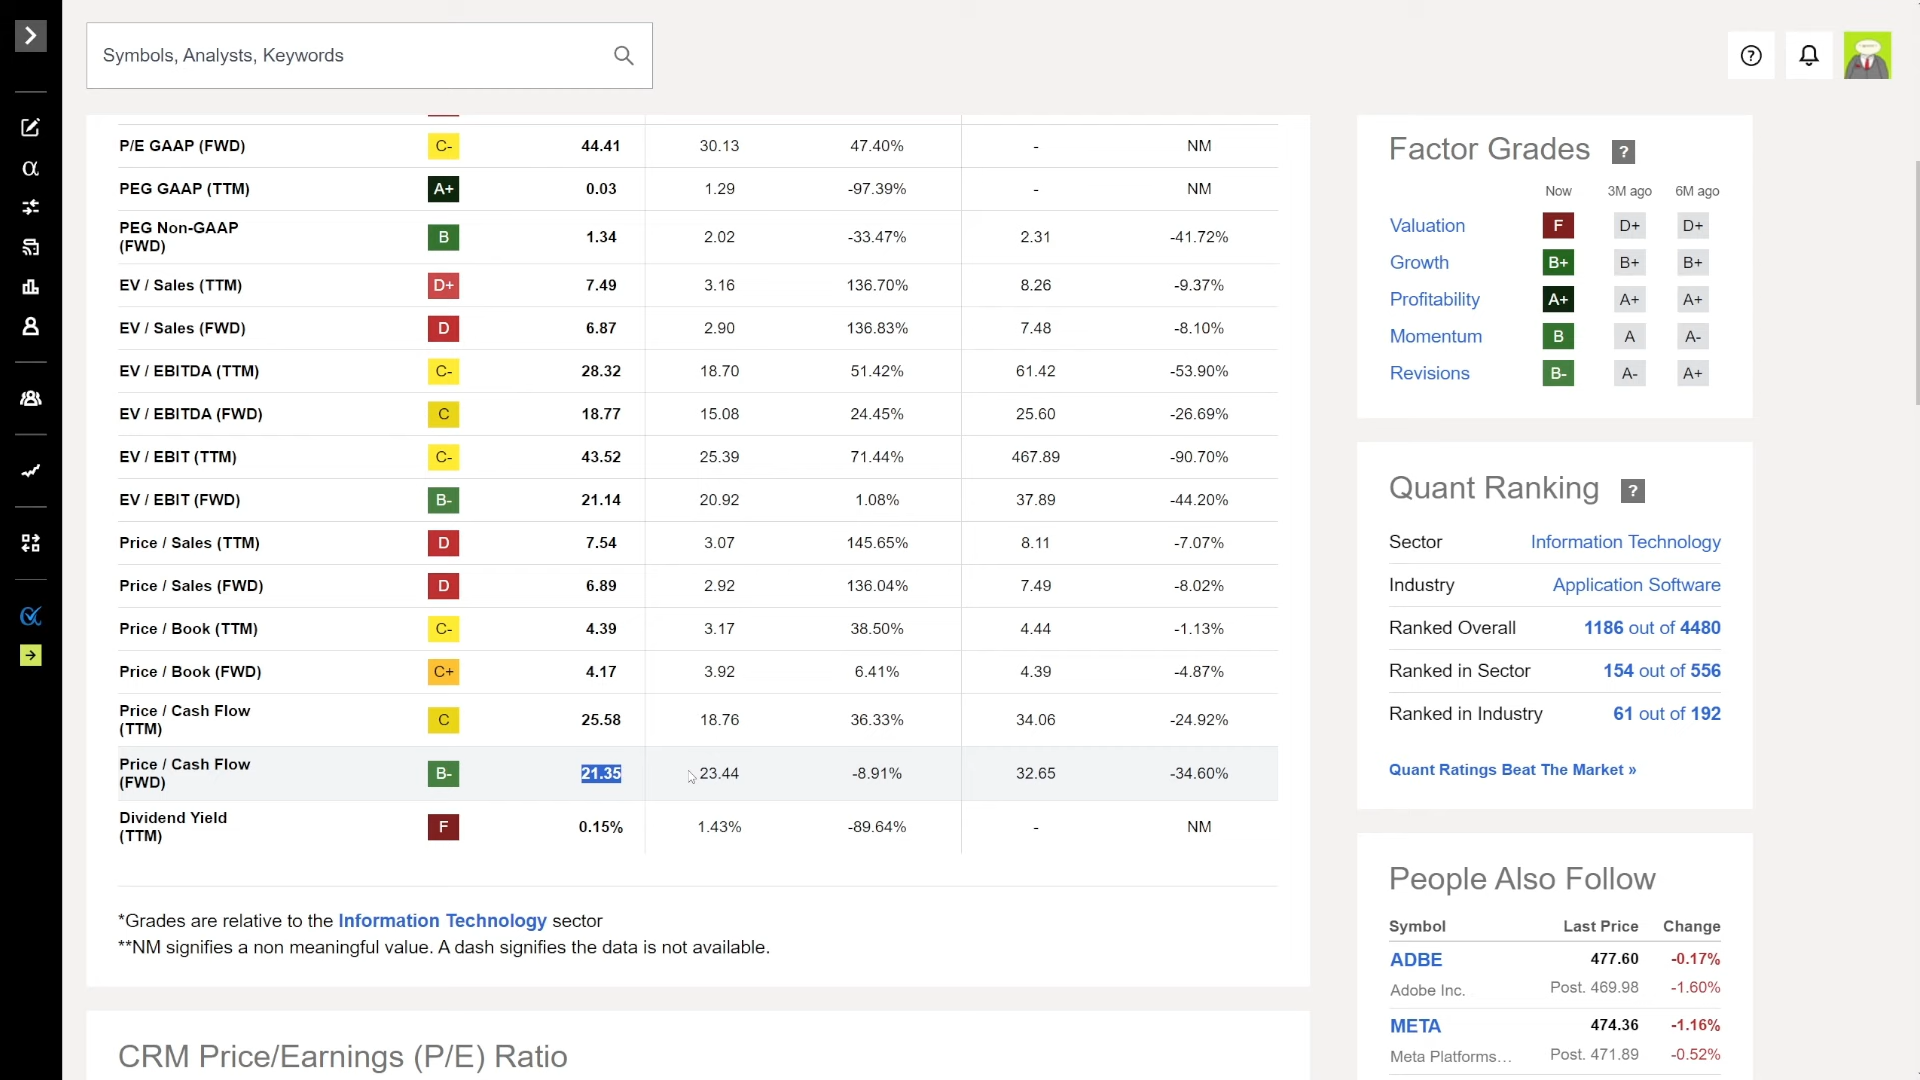 Symbols, Analysts, Keywords
P/E GAAP (FWD) C- 44.41 30.13 47.40% - NM
PEG GAAP (TTM) A+ 0.03 1.29 -97.39% - NM
PEG Non-GAAP
(FWD) B 1.34 2.02 -33.47% 2.31 -41.72%
EV / Sales (TTM) D+ 7.49 3.16 136.70% 8.26 -9.37%
EV / Sales (FWD) D 6.87 2.90 136.83% 7.48 -8.10%
EV / EBITDA (TTM) C- 28.32 18.70 51.42% 61.42 -53.90%
EV / EBITDA (FWD) C 18.77 15.08 24.45% 25.60 -26.69%
EV / EBIT (TTM) C- 43.52 25.39 71.44% 467.89 -90.70%
EV / EBIT (FWD) B- 21.14 20.92 1.08% 37.89 -44.20%
Price / Sales (TTM) D 7.54 3.07 145.65% 8.11 -7.07%
Price / Sales (FWD) D 6.89 2.92 136.04% 7.49 -8.02%
Price / Book (TTM) C- 4.39 3.17 38.50% 4.44 -1.13%
Price / Book (FWD) C+ 4.17 3.92 6.41% 4.39 -4.87%
Price / Cash Flow
(TTM) C 25.58 18.76 36.33% 34.06 -24.92%
Price / Cash Flow
(FWD) B- 21.35 23.44 -8.91% 32.65 -34.60%
Dividend Yield
(TTM) F 0.15% 1.43% -89.64% - NM
*Grades are relative to the Information Technology sector
**NM signifies a non meaningful value. A dash signifies the data is not available.
CRM Price/Earnings (P/E) Ratio
Factor Grades ?
Now 3M ago 6M ago
Valuation F D+ D+
Growth B+ B+ B+
Profitability A+ A+ A+
Momentum B A A-
Revisions B- A- A+
Quant Ranking ?
Sector Information Technology
Industry Application Software
Ranked Overall 1186 out of 4480
Ranked in Sector 154 out of 556
Ranked in Industry 61 out of 192
Quant Ratings Beat The Market »
People Also Follow
Symbol Last Price Change
ADBE 477.60 -0.17%
Adobe Inc. Post. 469.98 -1.60%
META 474.36 -1.16%
Meta Platforms… Post. 471.89 -0.52%